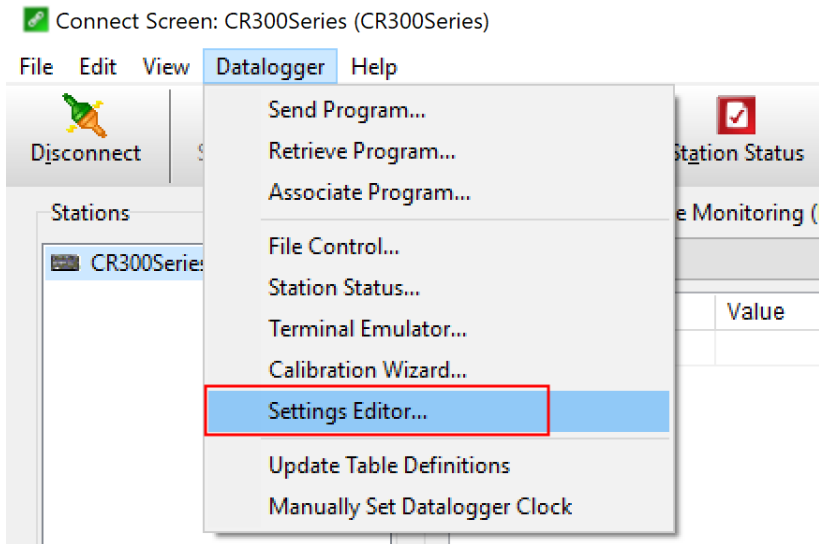 Connect Screen: CR300Series (CR300Series)
File Edit View Datalogger Help
Disconnect
Station Status
Stations
CR300Series
Send Program...
Retrieve Program...
Associate Program...
File Control...
Station Status...
Terminal Emulator...
Calibration Wizard...
Settings Editor...
Update Table Definitions
Manually Set Datalogger Clock
e Monitoring (
Value